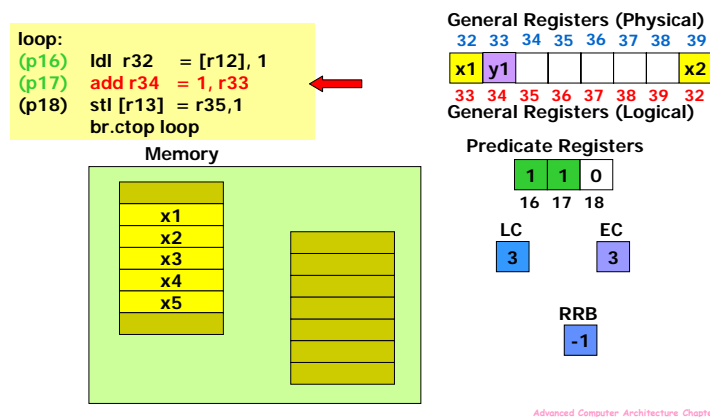 loop:
(p16) ldl r32 = [r12], 1
(p17) add r34 = 1, r33
(p18) stl [r13] = r35,1
br.ctop loop
General Registers (Physical)
32 33 34 35 36 37 38 39
x1 y1 x2
33 34 35 36 37 38 39 32
General Registers (Logical)
Memory
x1
x2
x3
x4
x5
Predicate Registers
1 1 0
16 17 18
LC EC
3 3
RRB
-1
Advanced Computer Architecture Chapte